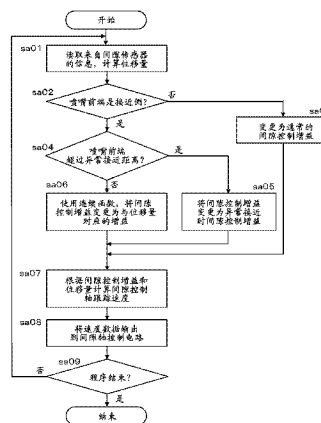 开始
sa01
读取来自间隙传感器
的信息，计算位移量
sa02
喷嘴前端是接近侧?
否
是
变更为通常的
间隙控制增益
sa04
喷嘴前端
超过异常接近距离?
是
否
sa06
sa05
使用连续函数，将间隙
控制增益变更为与位移量
对应的增益
将间隙控制增益
变更为异常接近
时间隙控制增益
sa07
根据间隙控制增益和
位移量计算间隙控制
轴跟踪速度
sa08
将速度数据输出
到间隙轴控制电路
sa09
否
程序结束?
是
结束